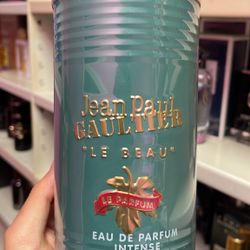 Jean Paul
GAULTIER
"LE BEAU"
LE PARFUM
EAU DE PARFUM
INTENSE